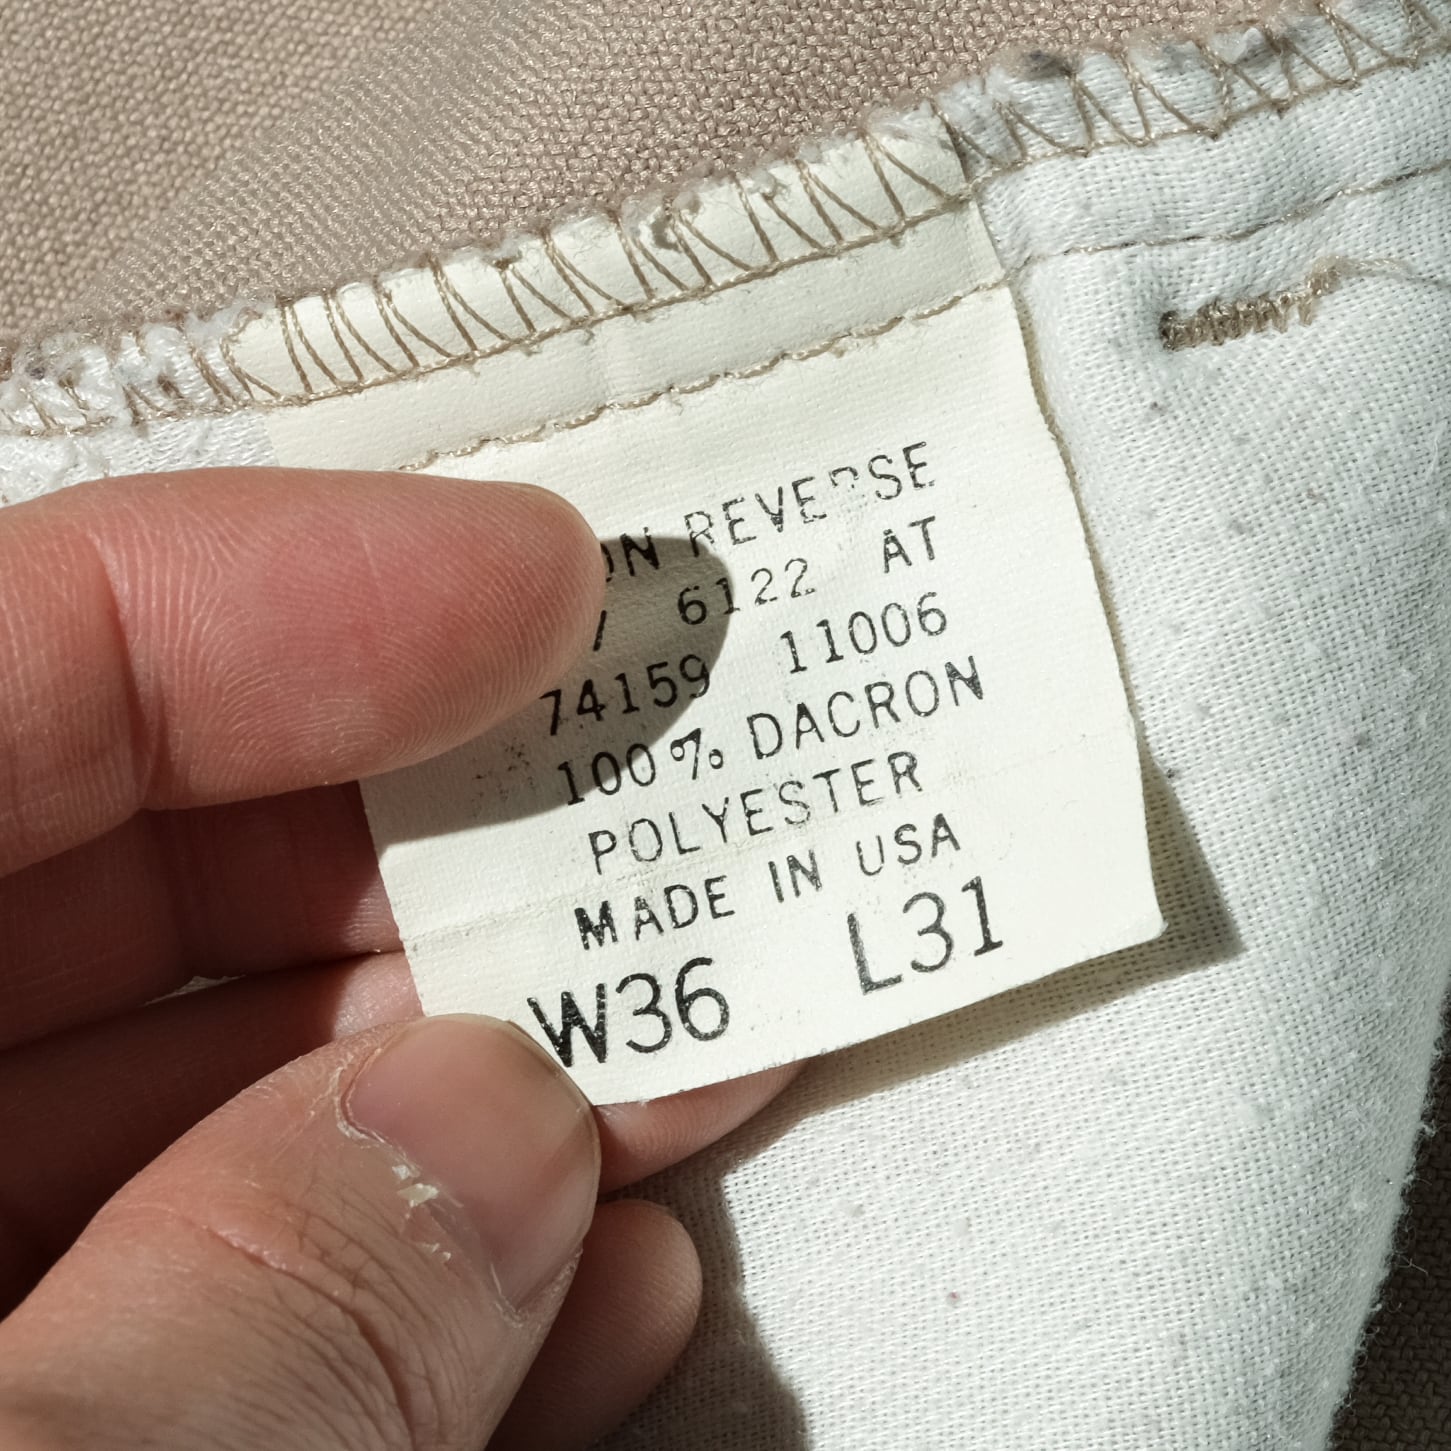 ON REVERSE
6122 AT
74159 11006
100% DACRON
POLYESTER
MADE IN USA
W36 L31